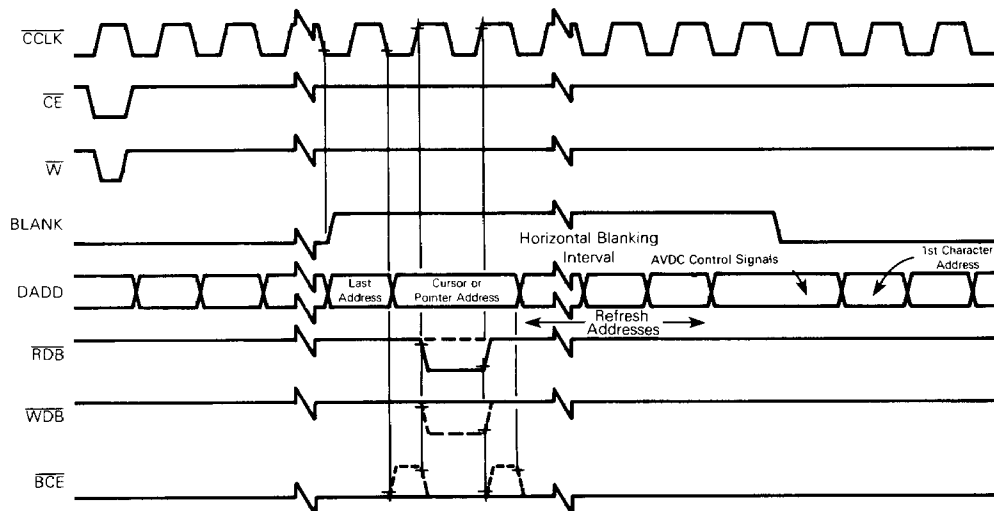 CCLK
CE
W
BLANK
Horizontal Blanking
Interval
AVDC Control Signals
1st Character
Address
DADD
Last
Address
Cursor or
Pointer Address
Refresh
Addresses
RDB
WDB
BCE